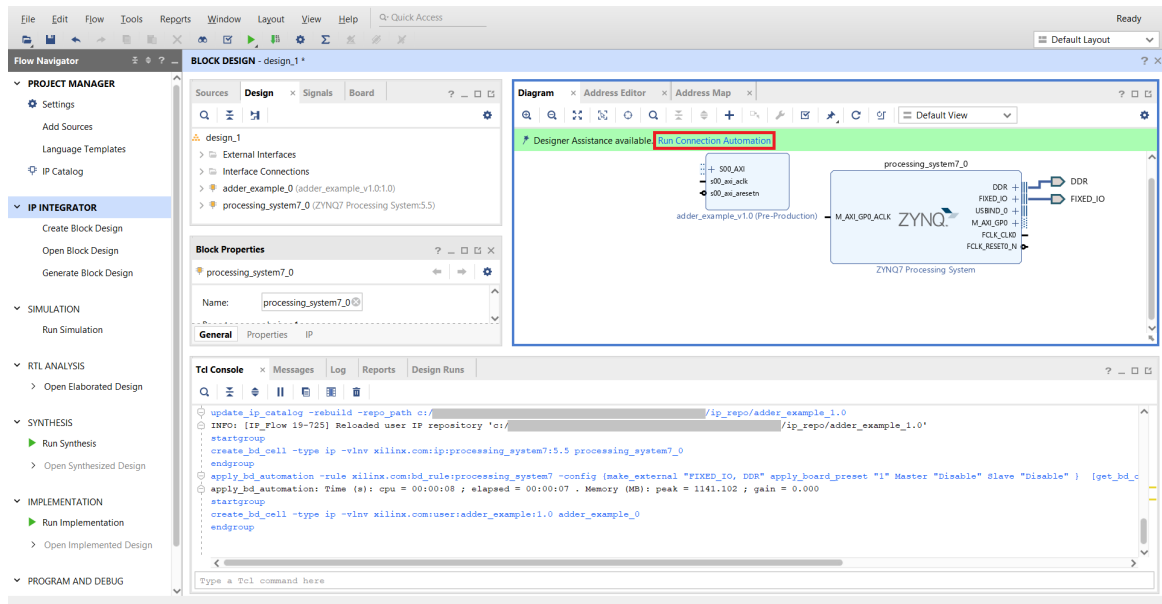 File Edit Flow Tools Reports Window Layout View Help Quick Access Ready
Default Layout
Flow Navigator
BLOCK DESIGN - design_1 *
PROJECT MANAGER
Settings
Add Sources
Language Templates
IP Catalog
IP INTEGRATOR
Create Block Design
Open Block Design
Generate Block Design
SIMULATION
Run Simulation
RTL ANALYSIS
Open Elaborated Design
SYNTHESIS
Run Synthesis
Open Synthesized Design
IMPLEMENTATION
Run Implementation
Open Implemented Design
PROGRAM AND DEBUG
Sources Design Signals Board
design_1
External Interfaces
Interface Connections
adder_example_0 (adder_example_v1.0:1.0)
processing_system7_0 (ZYNQ7 Processing System:5.5)
Block Properties
processing_system7_0
Name: processing_system7_0
General Properties IP
Diagram Address Editor Address Map
Default View
Designer Assistance available. Run Connection Automation
S00_AXI
s00_axi_aclk
s00_axi_aresetn
adder_example_v1.0 (Pre-Production)
processing_system7_0
M_AXI_GP0_ACLK
ZYNQ
DDR
FIXED_IO
USBIND_0
M_AXI_GP0
FCLK_CLK0
FCLK_RESET0_N
ZYNQ7 Processing System
DDR
FIXED_IO
Tcl Console Messages Log Reports Design Runs
update_ip_catalog -rebuild -repo_path c:/ /ip_repo/adder_example_1.0
INFO: [IP_Flow 19-725] Reloaded user IP repository 'c:/ /ip_repo/adder_example_1.0'
startgroup
create_bd_cell -type ip -vlnv xilinx.com:ip:processing_system7:5.5 processing_system7_0
endgroup
apply_bd_automation -rule xilinx.com:bd_rule:processing_system7 -config {make_external "FIXED_IO, DDR" apply_board_preset "1" Master "Disable" Slave "Disable" } [get_bd_c
apply_bd_automation: Time (s): cpu = 00:00:08 ; elapsed = 00:00:07 . Memory (MB): peak = 1141.102 ; gain = 0.000
startgroup
create_bd_cell -type ip -vlnv xilinx.com:user:adder_example:1.0 adder_example_0
endgroup
Type a Tcl command here